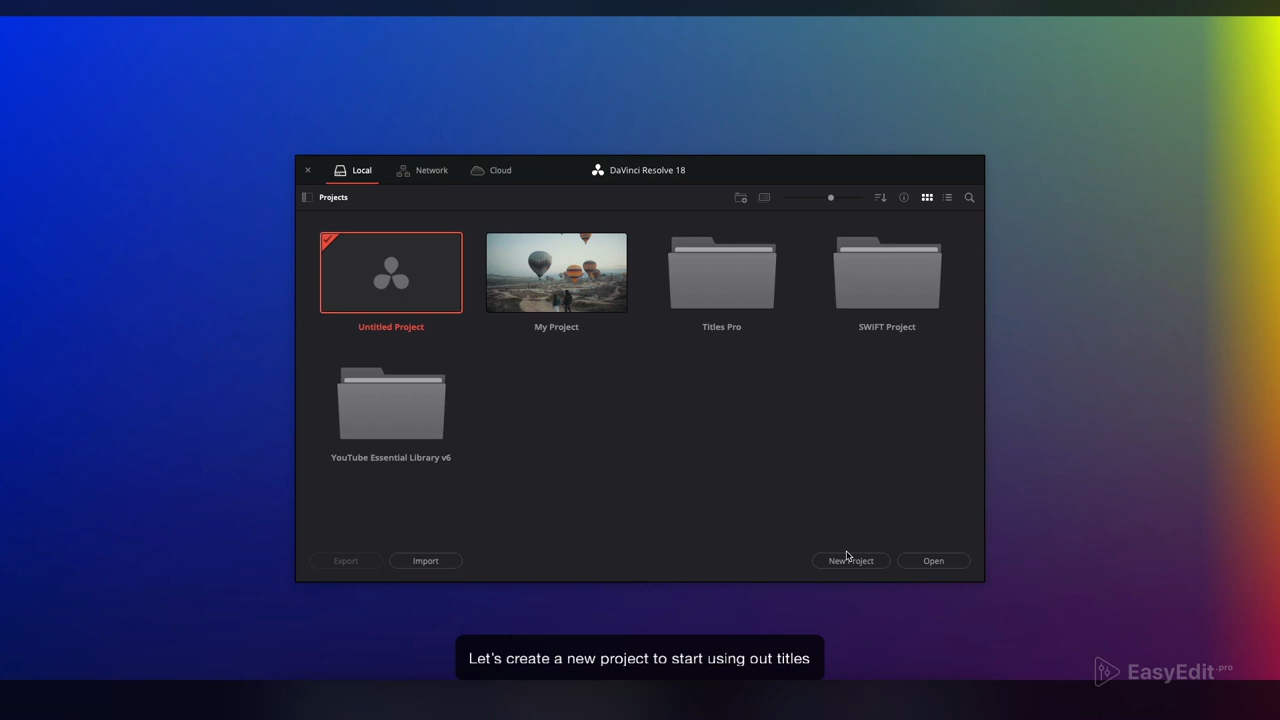 Local
Network
Cloud
DaVinci Resolve 18
Projects
Untitled Project
My Project
Titles Pro
SWIFT Project
YouTube Essential Library v6
Export
Import
New Project
Open
Let's create a new project to start using out titles
EasyEdit.pro